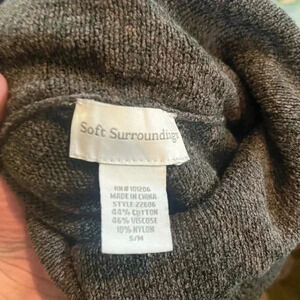 Soft Surroundings
RN# 101206
MADE IN CHINA
STYLE 22606
44% COTTON
46% VISCOSE
10% NYLON
S/M